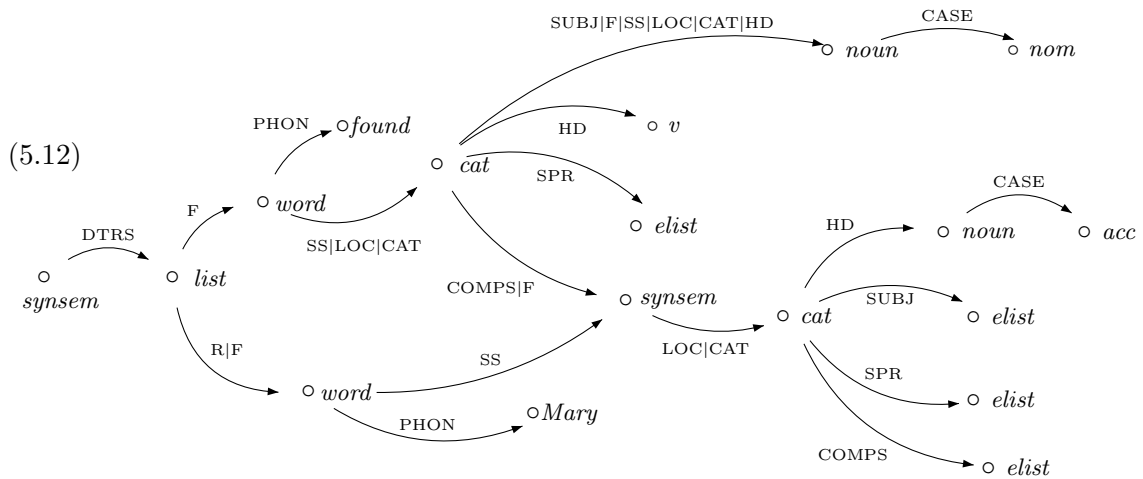 SUBJ|F|SS|LOC|CAT|HD
CASE
noun
nom
PHON
found
HD
v
(5.12)
cat
SPR
CASE
F
word
DTRS
SS|LOC|CAT
elist
HD
noun
acc
list
synsem
COMPS|F
synsem
SUBJ
cat
elist
LOC|CAT
R|F
SS
SPR
word
elist
PHON
Mary
COMPS
elist